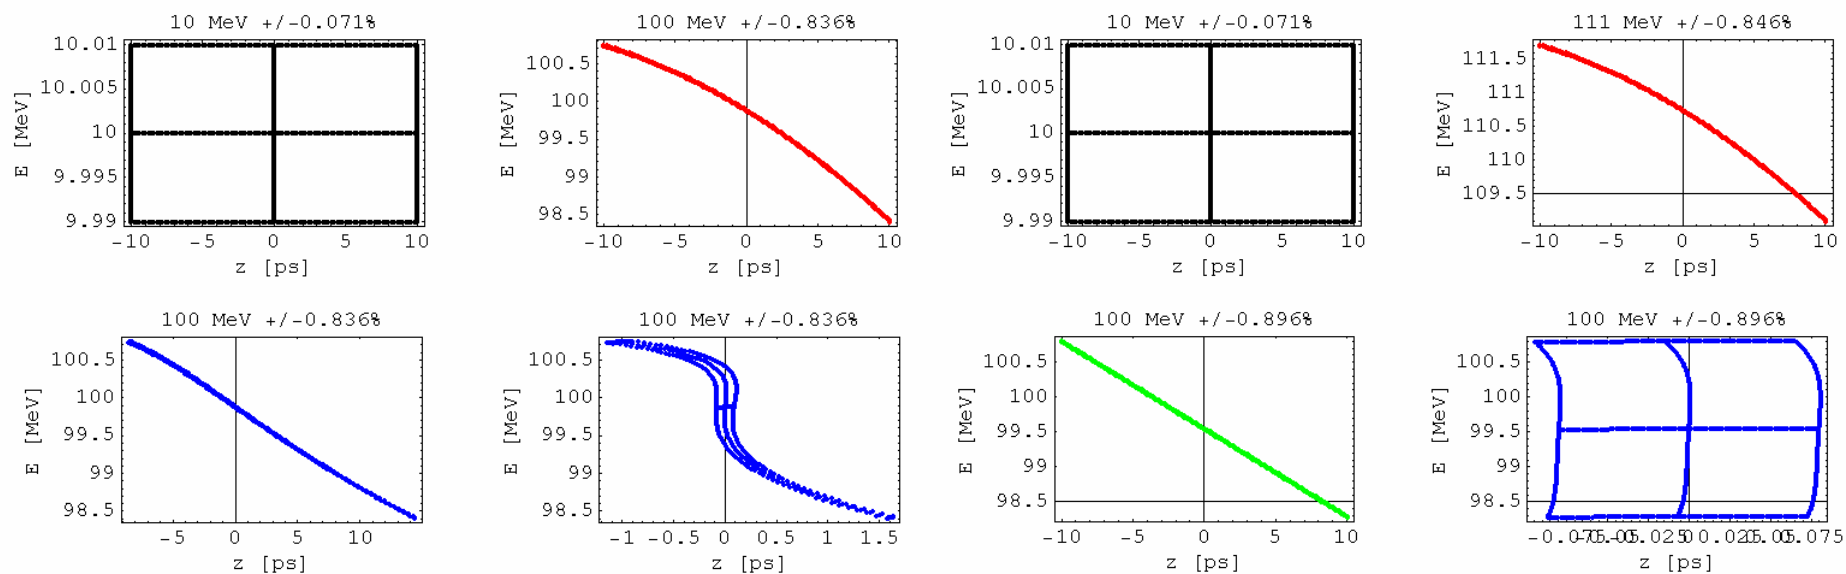 10 MeV +/-0.071%
E [MeV]
10.01
10.005
10
9.995
9.99
-10 -5 0 5 10
z [ps]
100 MeV +/-0.836%
E [MeV]
100.5
100
99.5
99
98.5
-10 -5 0 5 10
z [ps]
10 MeV +/-0.071%
E [MeV]
10.01
10.005
10
9.995
9.99
-10 -5 0 5 10
z [ps]
111 MeV +/-0.846%
E [MeV]
111.5
111
110.5
110
109.5
-10 -5 0 5 10
z [ps]
100 MeV +/-0.836%
E [MeV]
100.5
100
99.5
99
98.5
-5 0 5 10
z [ps]
100 MeV +/-0.836%
E [MeV]
100.5
100
99.5
99
98.5
-1 -0.5 0 0.5 1 1.5
z [ps]
100 MeV +/-0.896%
E [MeV]
100.5
100
99.5
99
98.5
-10 -5 0 5 10
z [ps]
100 MeV +/-0.896%
E [MeV]
100.5
100
99.5
99
98.5
z [ps]